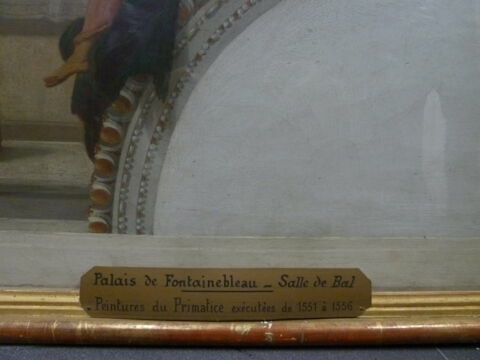 Palais de Fontainebleau _ Salle de Bal
Peintures du Primatice exécutées de 1551 à 1556